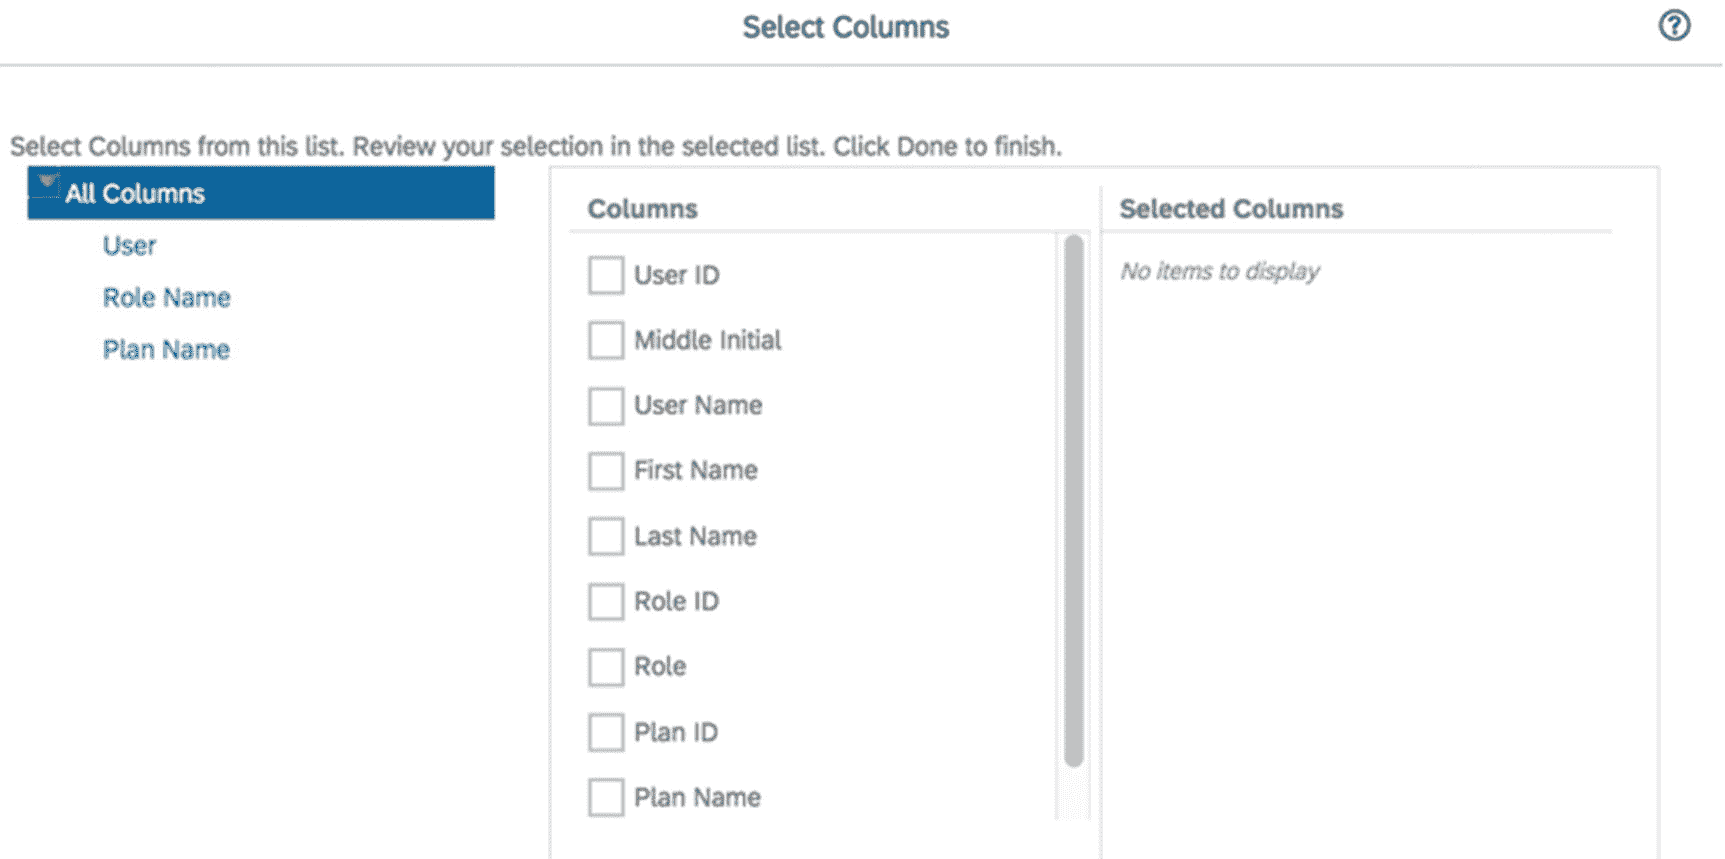 Select Columns
?
Select Columns from this list. Review your selection in the selected list. Click Done to finish.
All Columns
User
Role Name
Plan Name
Columns
User ID
Middle Initial
User Name
First Name
Last Name
Role ID
Role
Plan ID
Plan Name
Selected Columns
No items to display